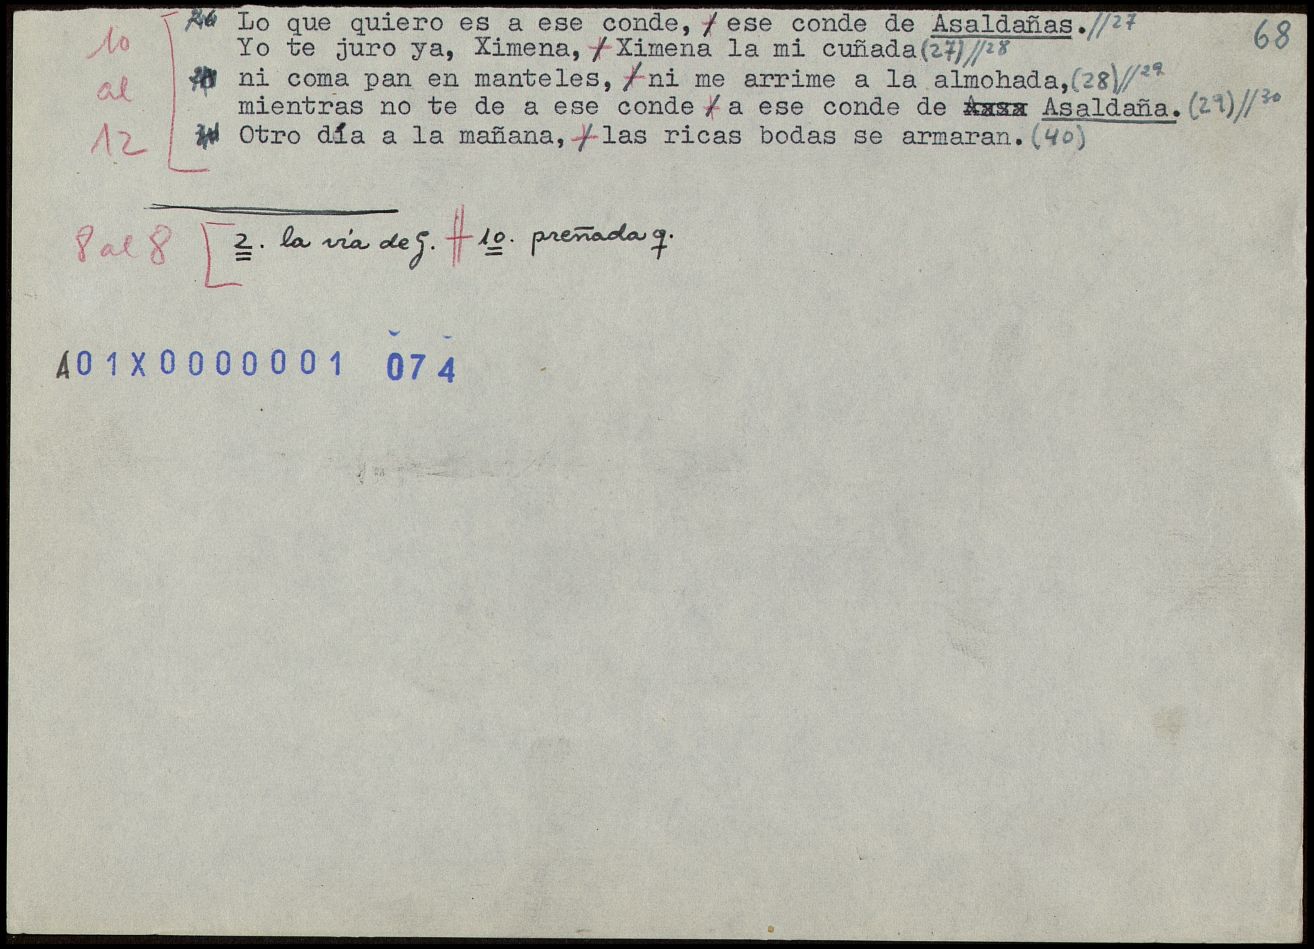 68
10 al 12
26 Lo que quiero es a ese conde, / ese conde de Asaldañas.//27
Yo te juro ya, Ximena, / Ximena la mi cuñada(27)//28
ni coma pan en manteles, / ni me arrime a la almohada,(28)//29
mientras no te de a ese conde / a ese conde de Asaldaña.(29)//30
Otro día a la mañana, / las ricas bodas se armaran.(40)
8 al 8 [2. la vía de G. // 10. preñada q.
A01X0000001 074